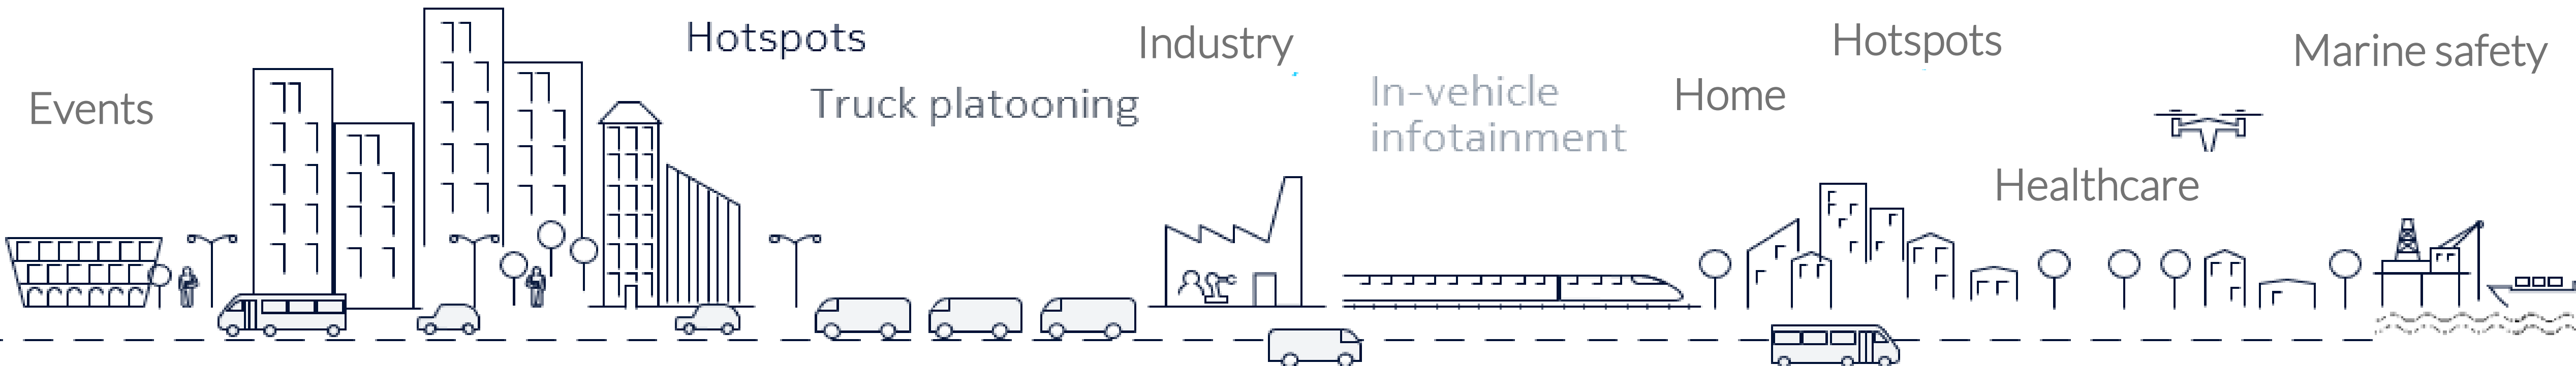 Events
Hotspots
Truck platooning
Industry
In-vehicle
infotainment
Home
Hotspots
Healthcare
Marine safety